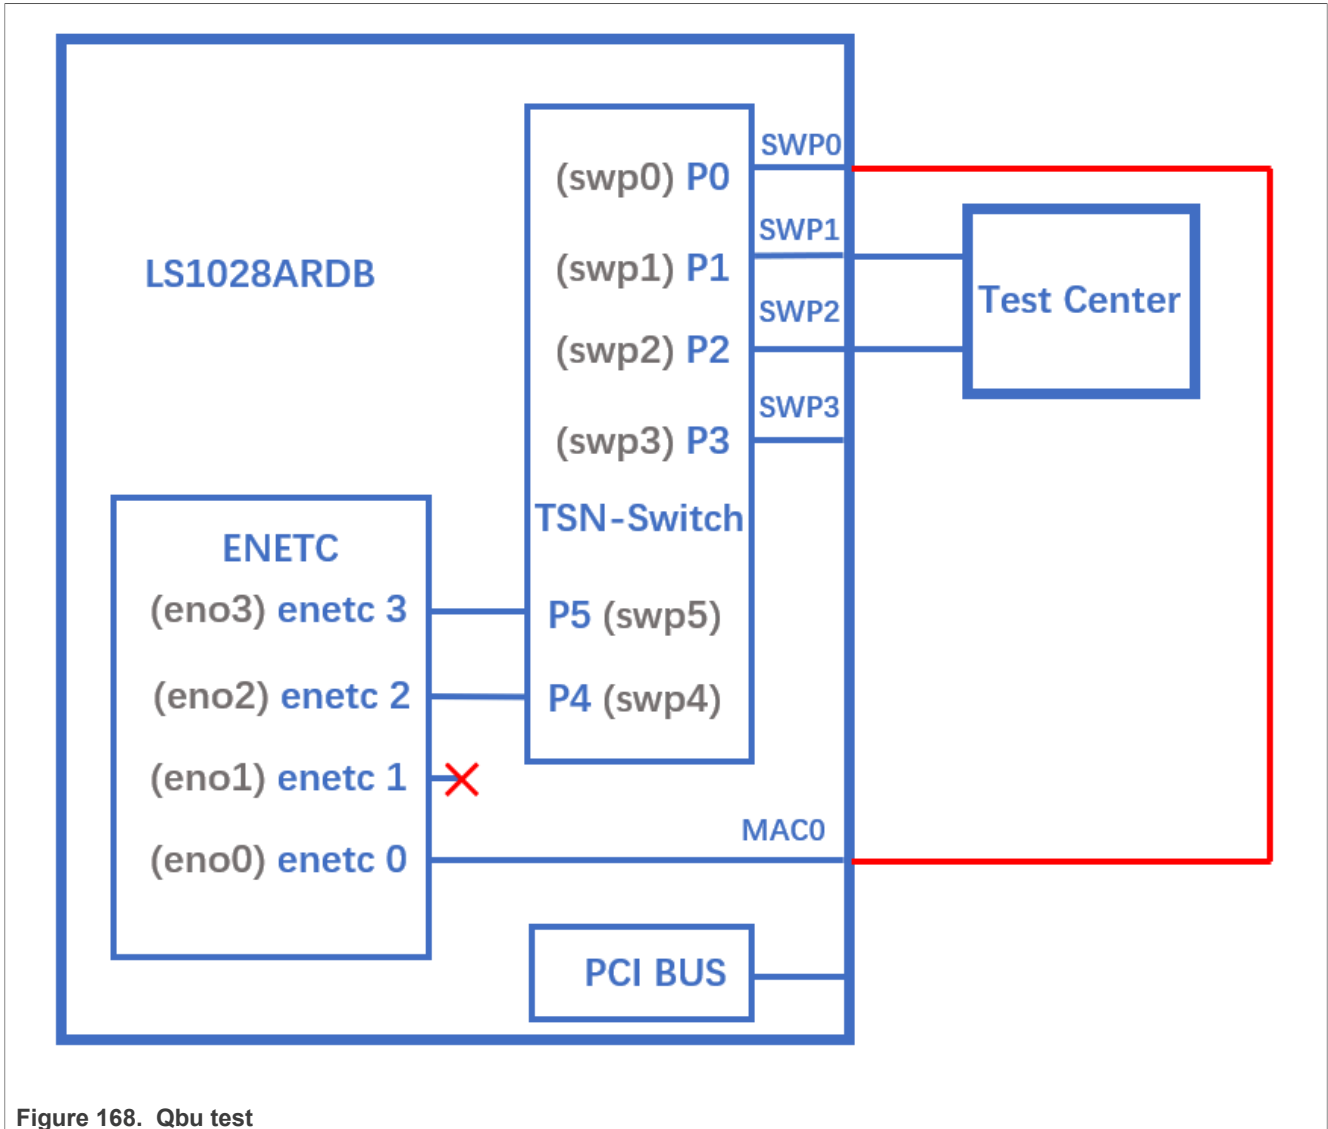 SWP0
(swp0) P0
SWP1
LS1028ARDB
(swp1) P1
Test Center
SWP2
(swp2) P2
SWP3
(swp3) P3
TSN-Switch
ENETC
(eno3) enetc 3
P5 (swp5)
(eno2) enetc 2
P4 (swp4)
(eno1) enetc 1
MAC0
(eno0) enetc 0
PCI BUS
Figure 168. Qbu test